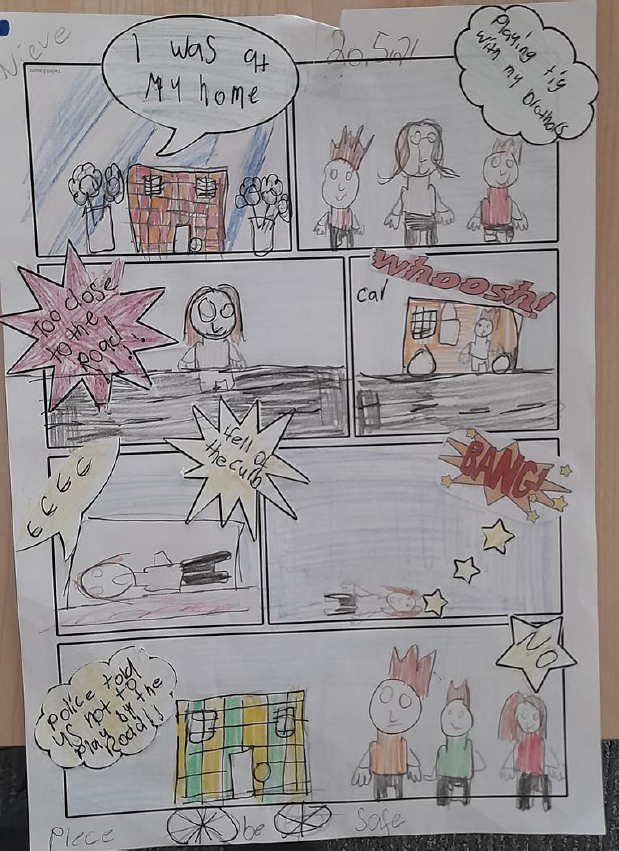 Nieve
20.5.21
I was at
My home
Playing tig
with my brothers
Too close
to the
Road!!
car
whoosh!
EEEE
fell of
the curb
BANG!
Police told
us not to
play by the
Roda!!
NO
Plece be safe